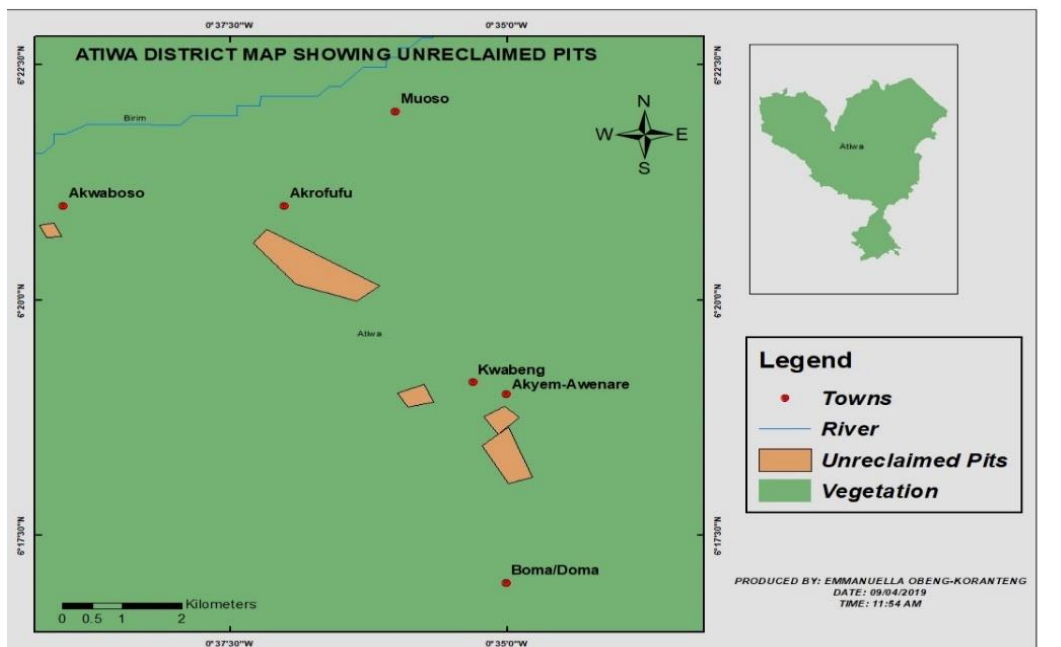 0°37'30"W
0°35'0"W
ATIWA DISTRICT MAP SHOWING UNRECLAIMED PITS
6°22'30"N
6°22'30"N
Muoso
Birim
N
W
E
S
Akwaboso
Akrofufu
6°20'0"N
6°20'0"N
Atiwa
Kwabeng
Akyem-Awenare
6°17'30"N
6°17'30"N
Boma/Doma
Kilometers
0 0.5 1 2
0°37'30"W
0°35'0"W
Atiwa
Legend
Towns
River
Unreclaimed Pits
Vegetation
PRODUCED BY: EMMANUELLA OBENG-KORANTENG
DATE: 09/04/2019
TIME: 11:54 AM